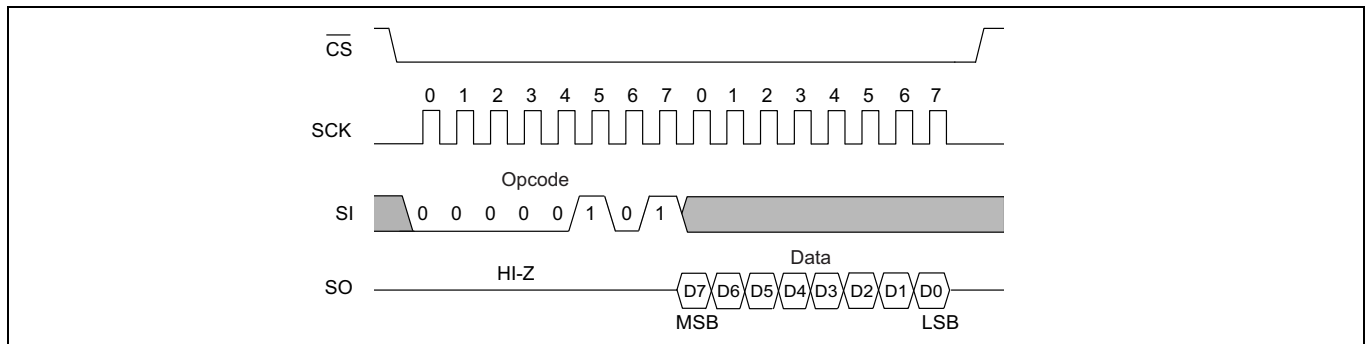 CS
0 1 2 3 4 5 6 7 0 1 2 3 4 5 6 7
SCK
Opcode
SI 0 0 0 0 0 1 0 1
Data
HI-Z
SO D7 D6 D5 D4 D3 D2 D1 D0
MSB LSB